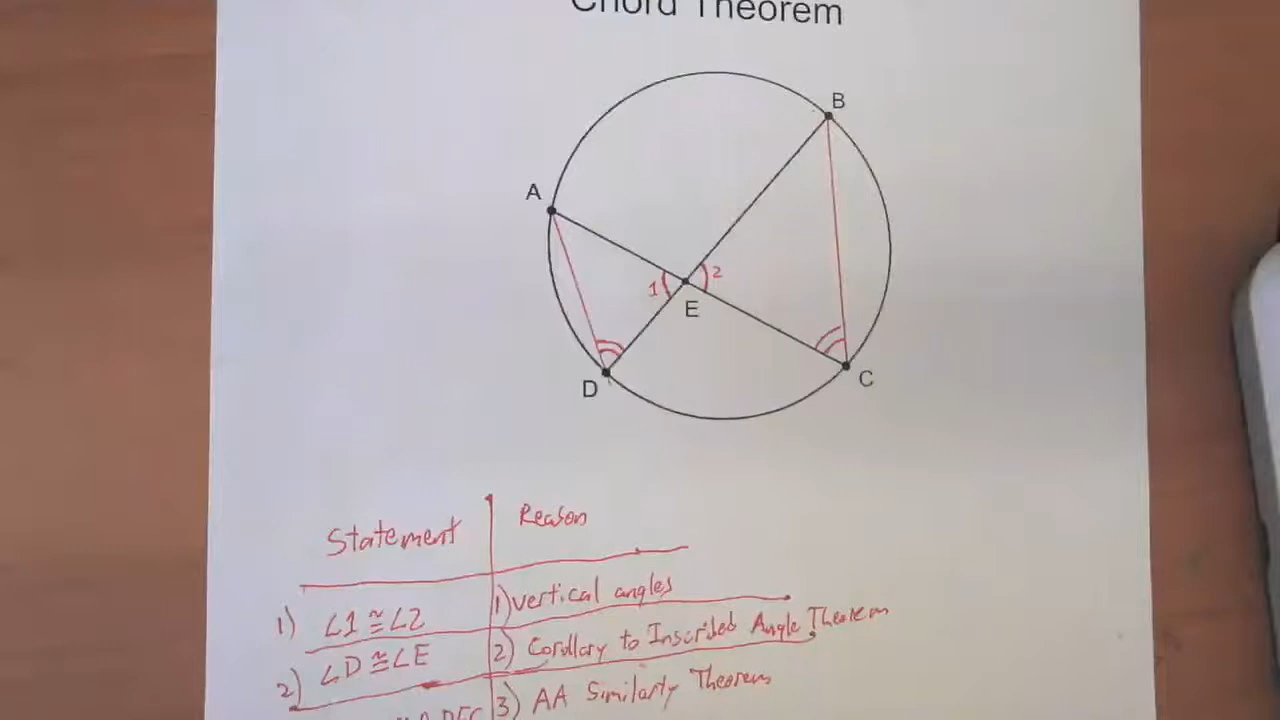 Chord Theorem
B
A
1
2
E
D
C
Statement
Reason
1) ∠1 ≅ ∠2
1) vertical angles
2) ∠D ≅ ∠E
2) Corollary to Inscribed Angle Theorem
3) AA Similarty Theorem